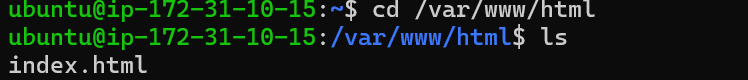 ubuntu@ip-172-31-10-15:~$ cd /var/www/html
ubuntu@ip-172-31-10-15:/var/www/html$ ls
index.html